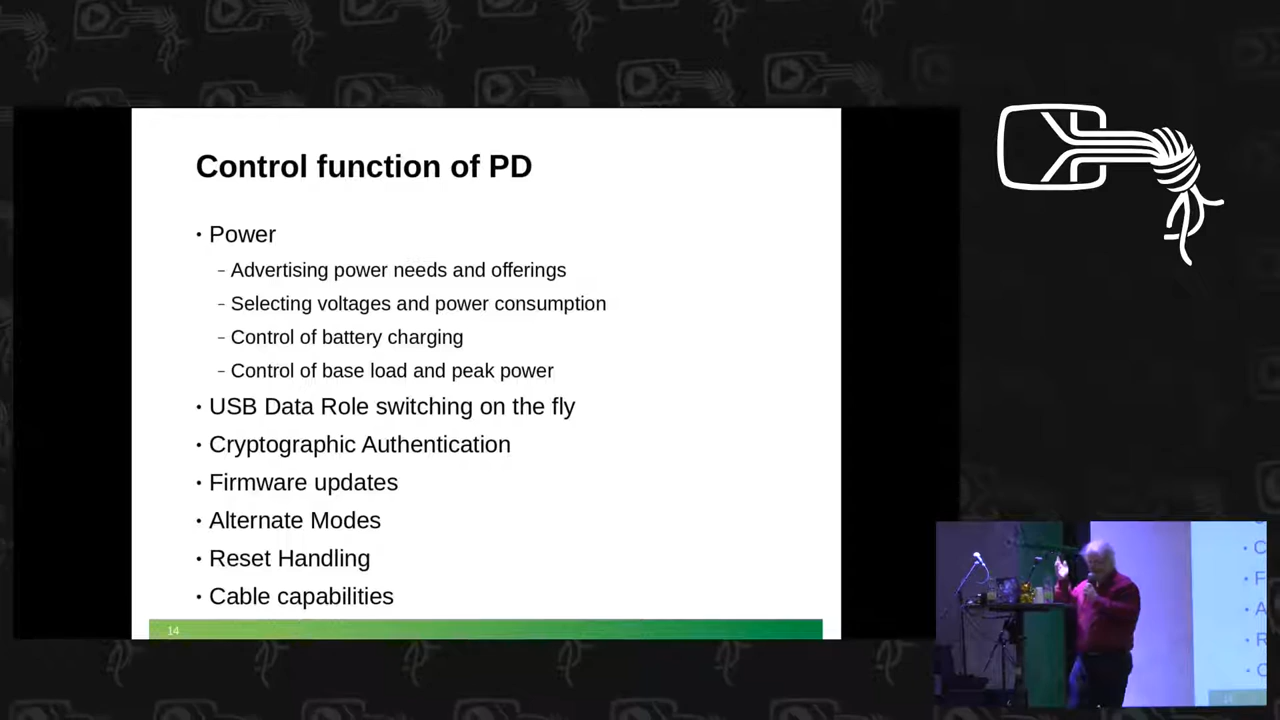 Control function of PD
• Power
– Advertising power needs and offerings
– Selecting voltages and power consumption
– Control of battery charging
– Control of base load and peak power
• USB Data Role switching on the fly
• Cryptographic Authentication
• Firmware updates
• Alternate Modes
• Reset Handling
• Cable capabilities
14